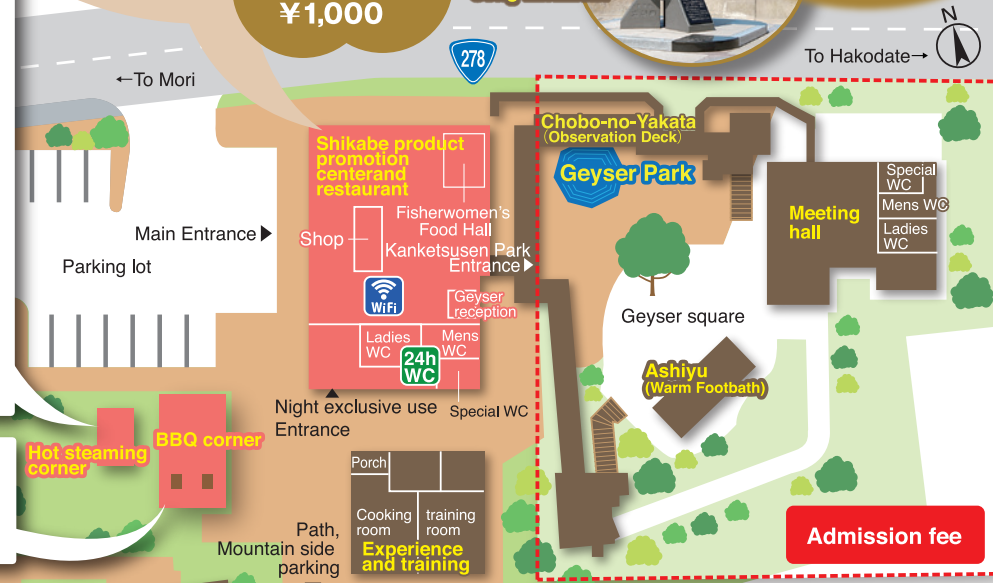 ¥1,000
N
To Hakodate→
278
←To Mori
Chobo-no-Yakata
(Observation Deck)
Geyser Park
Shikabe product
promotion
centerand
restaurant
Special
WC
Mens WC
Ladies
WC
Meeting
hall
Fisherwomen's
Food Hall
Shop
Main Entrance▶
Kanketsusen Park
Entrance▶
Parking lot
WiFi
Geyser
reception
Geyser square
Ladies
WC
Mens
WC
24h
WC
Ashiyu
(Warm Footbath)
Night exclusive use
Entrance
Special WC
BBQ corner
Hot steaming
corner
Porch
Cooking
room
training
room
Path,
Mountain side
parking
Experience
and training
Admission fee